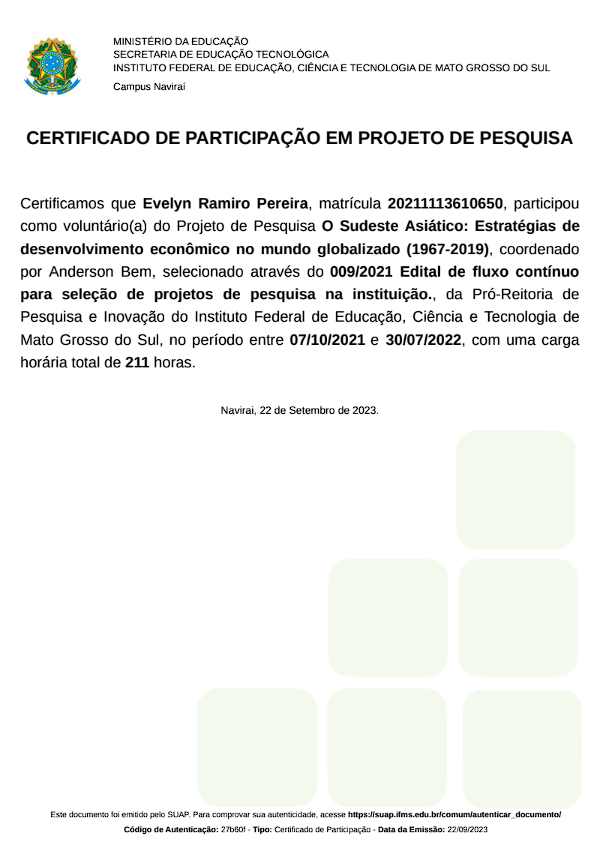 MINISTÉRIO DA EDUCAÇÃO
SECRETARIA DE EDUCAÇÃO TECNOLÓGICA
INSTITUTO FEDERAL DE EDUCAÇÃO, CIÊNCIA E TECNOLOGIA DE MATO GROSSO DO SUL
Campus Naviraí
CERTIFICADO DE PARTICIPAÇÃO EM PROJETO DE PESQUISA
Certificamos que Evelyn Ramiro Pereira, matrícula 20211113610650, participou
como voluntário(a) do Projeto de Pesquisa O Sudeste Asiático: Estratégias de
desenvolvimento econômico no mundo globalizado (1967-2019), coordenado
por Anderson Bem, selecionado através do 009/2021 Edital de fluxo contínuo
para seleção de projetos de pesquisa na instituição., da Pró-Reitoria de
Pesquisa e Inovação do Instituto Federal de Educação, Ciência e Tecnologia de
Mato Grosso do Sul, no período entre 07/10/2021 e 30/07/2022, com uma carga
horária total de 211 horas.
Naviraí, 22 de Setembro de 2023.
Este documento foi emitido pelo SUAP. Para comprovar sua autenticidade, acesse https://suap.ifms.edu.br/comum/autenticar_documento/
Código de Autenticação: 27b60f - Tipo: Certificado de Participação - Data da Emissão: 22/09/2023